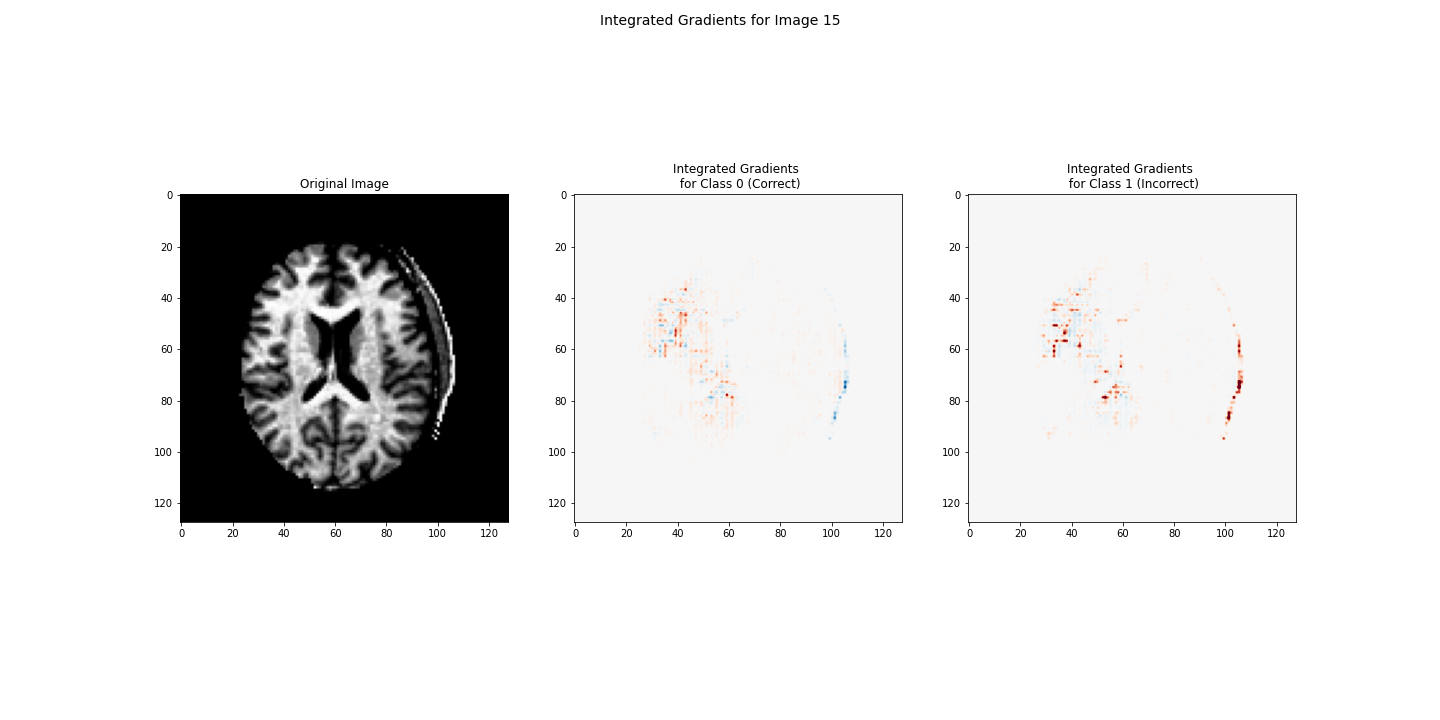 Integrated Gradients for Image 15
Original Image
0
20
40
60
80
100
120
0 20 40 60 80 100 120
Integrated Gradients
for Class 0 (Correct)
0
20
40
60
80
100
120
0 20 40 60 80 100 120
Integrated Gradients
for Class 1 (Incorrect)
0
20
40
60
80
100
120
0 20 40 60 80 100 120